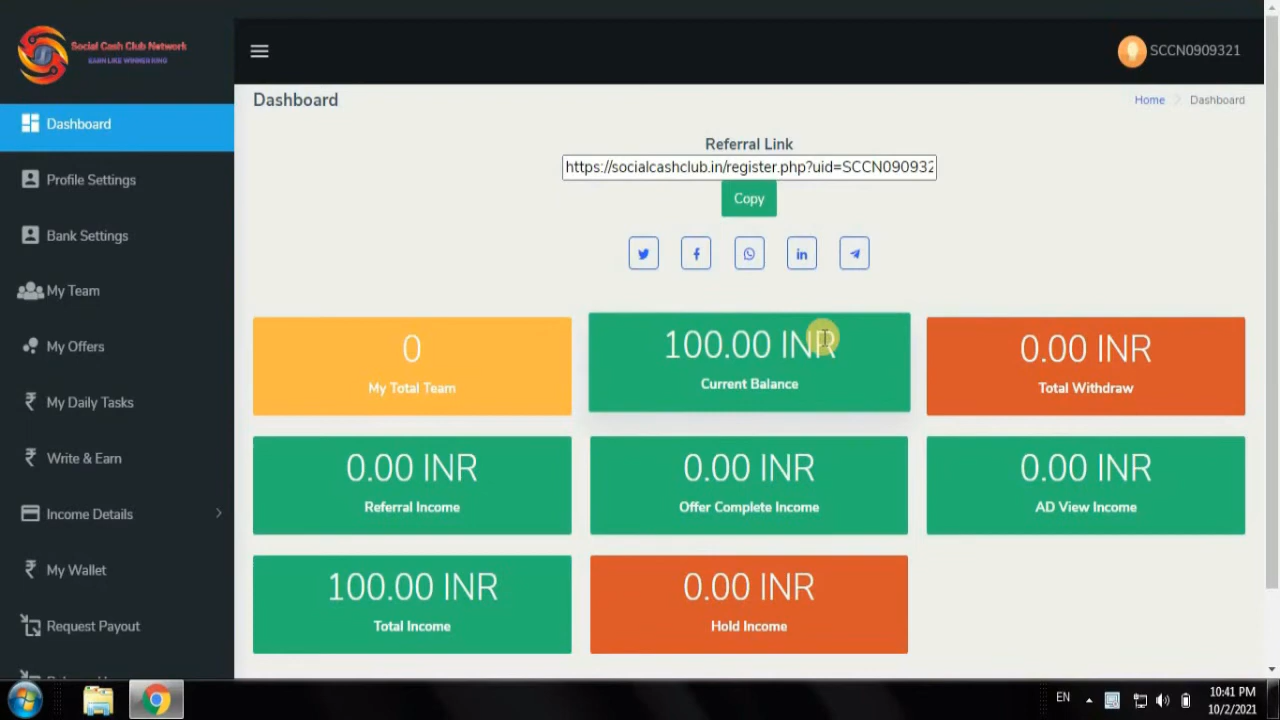 Social Cash Club Network
EARN LIKE WINNER KING
SCCN0909321
Dashboard
Profile Settings
Bank Settings
My Team
My Offers
My Daily Tasks
Write & Earn
Income Details
My Wallet
Request Payout
Dashboard
Home
Dashboard
Referral Link
https://socialcashclub.in/register.php?uid=SCCN090932
Copy
0
My Total Team
100.00 INR
Current Balance
0.00 INR
Total Withdraw
0.00 INR
Referral Income
0.00 INR
Offer Complete Income
0.00 INR
AD View Income
100.00 INR
Total Income
0.00 INR
Hold Income
EN
10:41 PM
10/2/2021